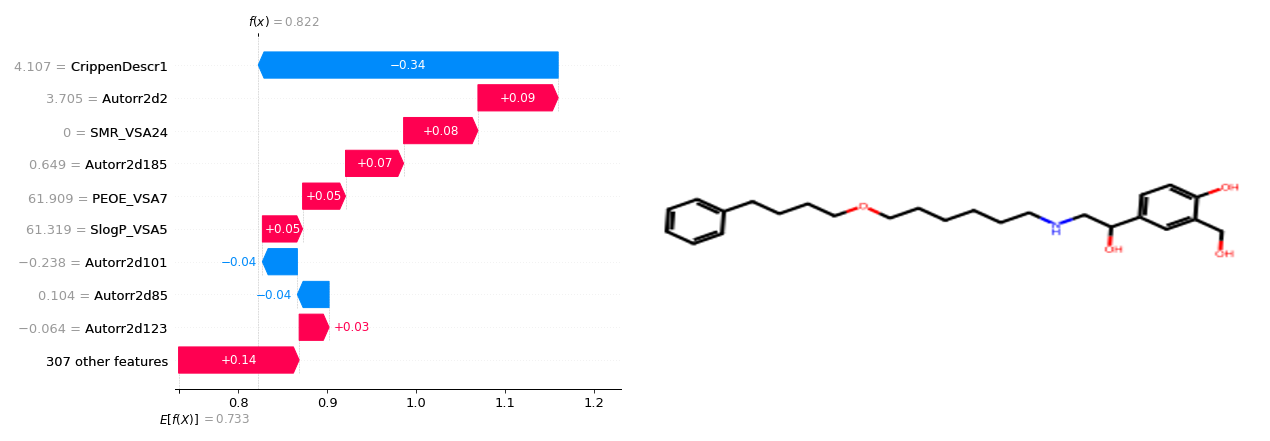 f(x) = 0.822
4.107 = CrippenDescr1
−0.34
3.705 = Autorr2d2
+0.09
0 = SMR_VSA24
+0.08
0.649 = Autorr2d185
+0.07
61.909 = PEOE_VSA7
+0.05
61.319 = SlogP_VSA5
+0.05
−0.238 = Autorr2d101
−0.04
0.104 = Autorr2d85
−0.04
−0.064 = Autorr2d123
+0.03
307 other features
+0.14
0.8 0.9 1.0 1.1 1.2
E[f(X)] = 0.733
O
N
H
OH
OH
OH